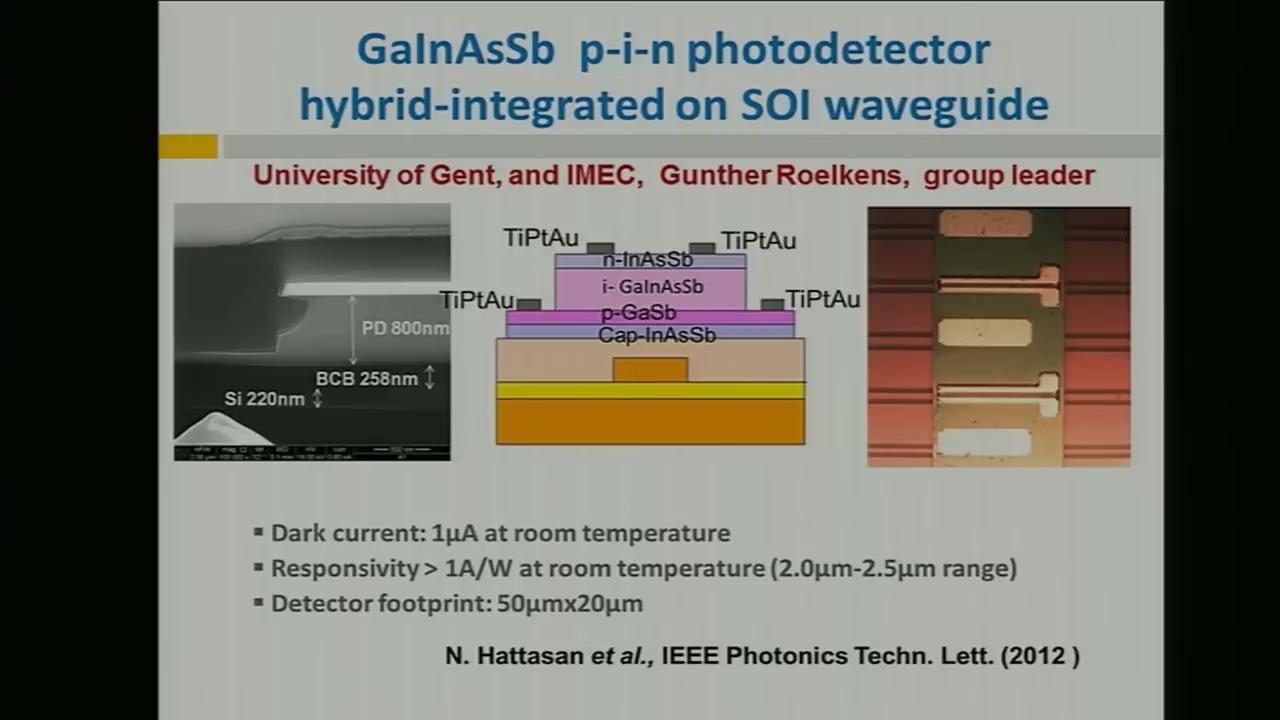 GaInAsSb p-i-n photodetector
hybrid-integrated on SOI waveguide
University of Gent, and IMEC, Gunther Roelkens, group leader
PD 800nm
BCB 258nm
Si 220nm
TiPtAu
TiPtAu
n-InAsSb
i- GaInAsSb
TiPtAu
TiPtAu
p-GaSb
Cap-InAsSb
▪ Dark current: 1µA at room temperature
▪ Responsivity > 1A/W at room temperature (2.0µm-2.5µm range)
▪ Detector footprint: 50µmx20µm
N. Hattasan et al., IEEE Photonics Techn. Lett. (2012 )